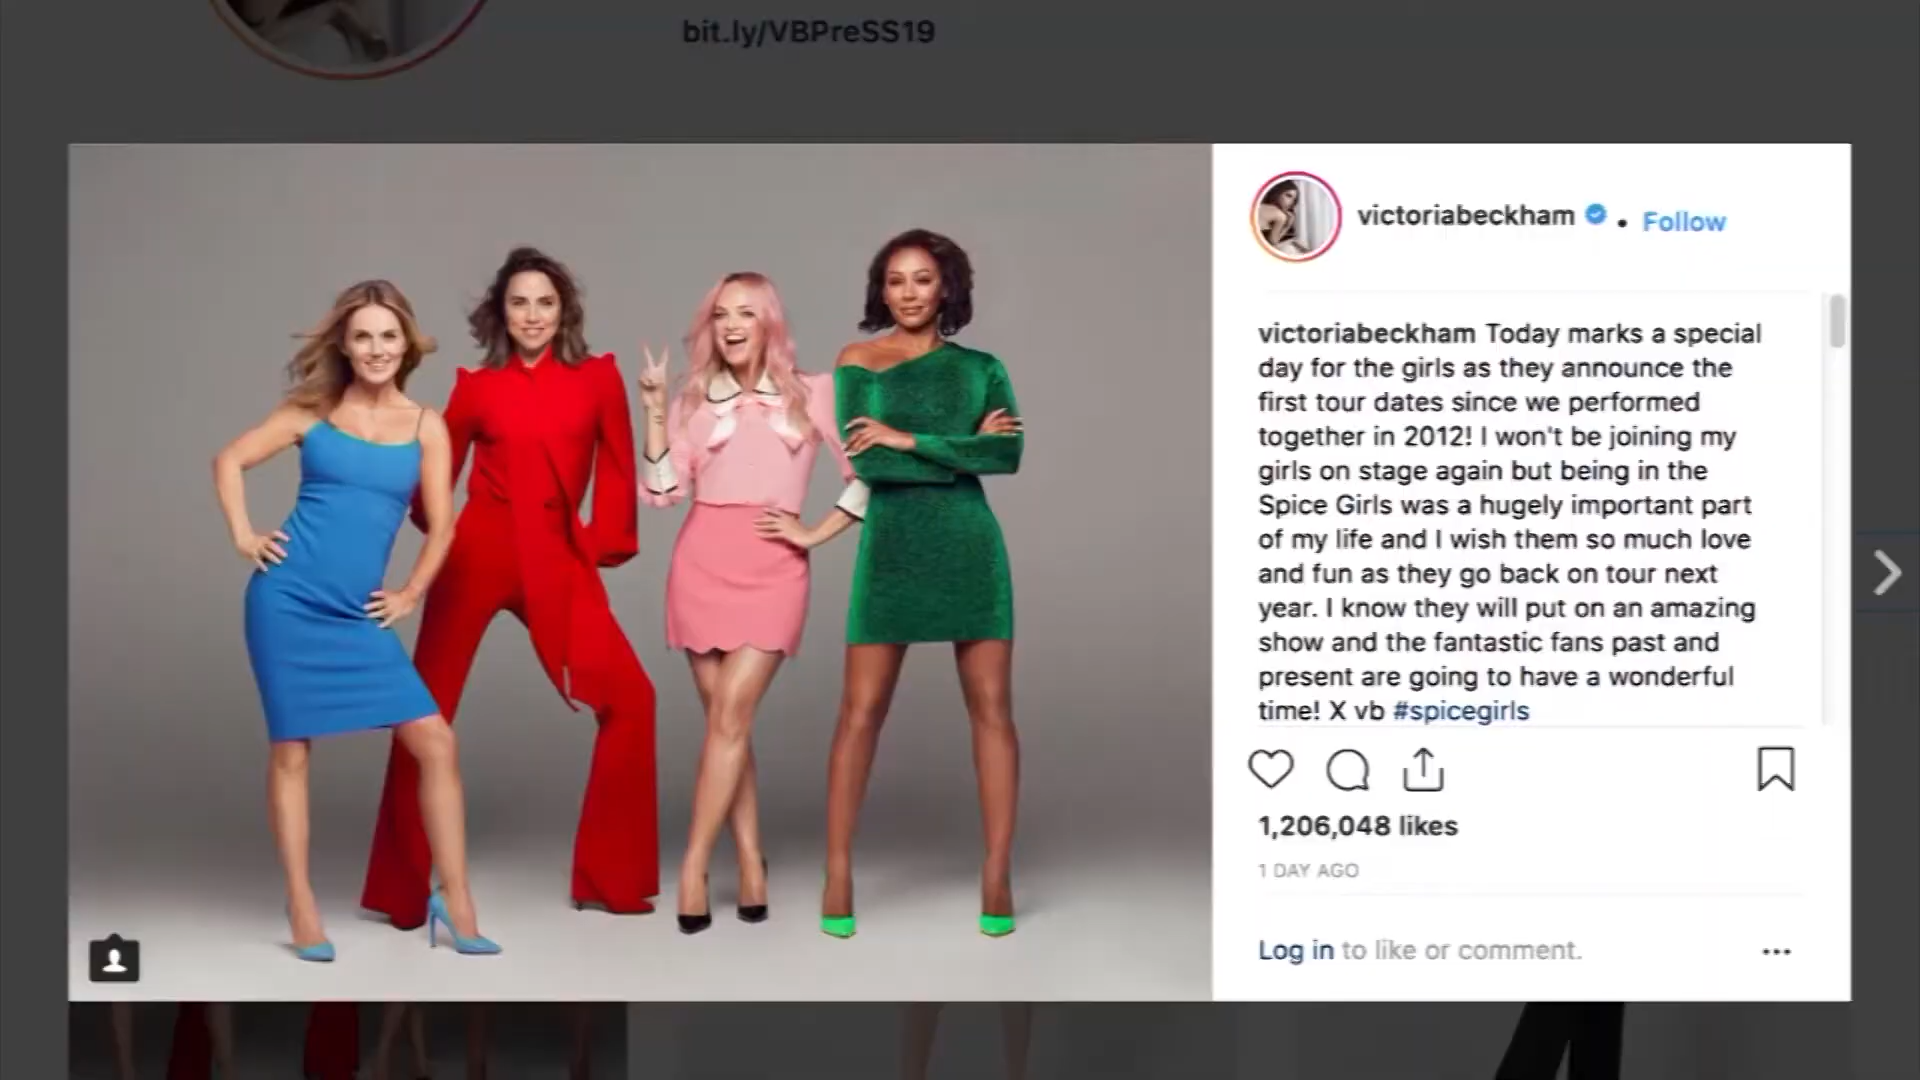 bit.ly/VBPreSS19
victoriabeckham • Follow
victoriabeckham Today marks a special
day for the girls as they announce the
first tour dates since we performed
together in 2012! I won't be joining my
girls on stage again but being in the
Spice Girls was a hugely important part
of my life and I wish them so much love
and fun as they go back on tour next
year. I know they will put on an amazing
show and the fantastic fans past and
present are going to have a wonderful
time! X vb #spicegirls
1,206,048 likes
1 DAY AGO
Log in to like or comment.